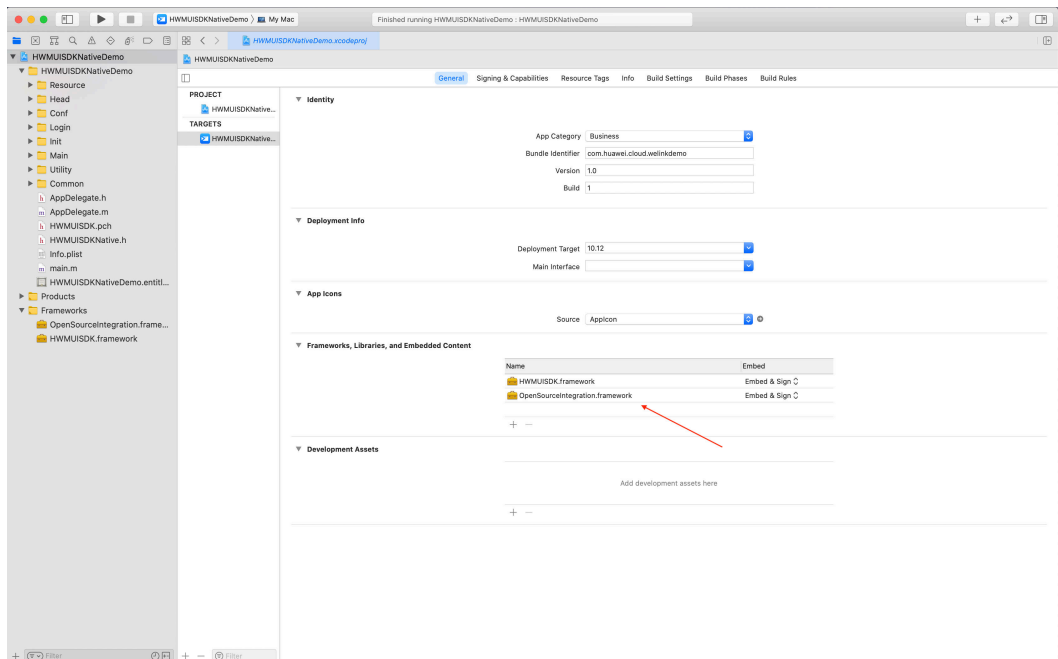 HWMUISDKNativeDemo 〉 My Mac
Finished running HWMUISDKNativeDemo : HWMUISDKNativeDemo
HWMUISDKNativeDemo.xcodeproj
HWMUISDKNativeDemo
HWMUISDKNativeDemo
Resource
Head
Conf
Login
Init
Main
Utility
Common
AppDelegate.h
AppDelegate.m
HWMUISDK.pch
HWMUISDKNative.h
Info.plist
main.m
HWMUISDKNativeDemo.entitl...
Products
Frameworks
OpenSourceIntegration.frame...
HWMUISDK.framework
Filter
HWMUISDKNativeDemo
General Signing & Capabilities Resource Tags Info Build Settings Build Phases Build Rules
PROJECT
HWMUISDKNative...
TARGETS
HWMUISDKNative...
Filter
Identity
App Category Business
Bundle Identifier com.huawei.cloud.welinkdemo
Version 1.0
Build 1
Deployment Info
Deployment Target 10.12
Main Interface
App Icons
Source AppIcon
Frameworks, Libraries, and Embedded Content
Name Embed
HWMUISDK.framework Embed & Sign
OpenSourceIntegration.framework Embed & Sign
Development Assets
Add development assets here